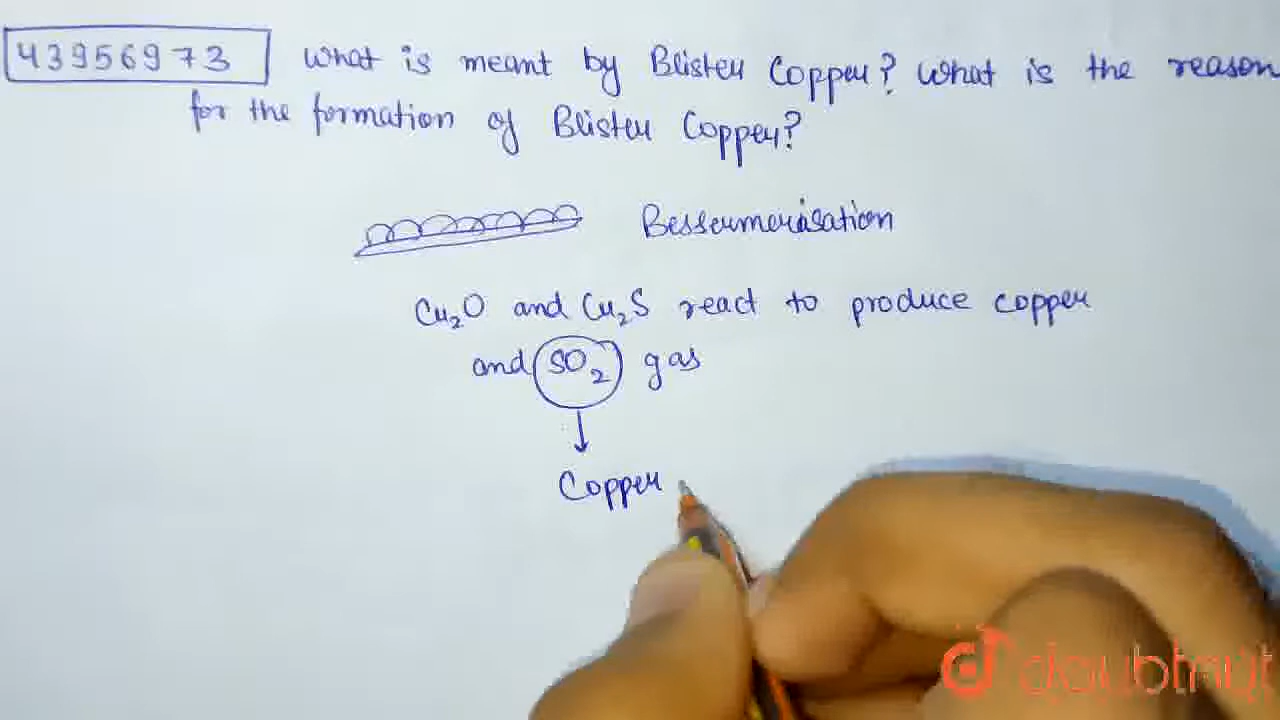 43956973 What is meant by Blister Copper? What is the reason
for the formation of Blister Copper?
Bessermerisation
Cu₂O and Cu₂S react to produce copper
and SO₂ gas
Copper
doubtnut